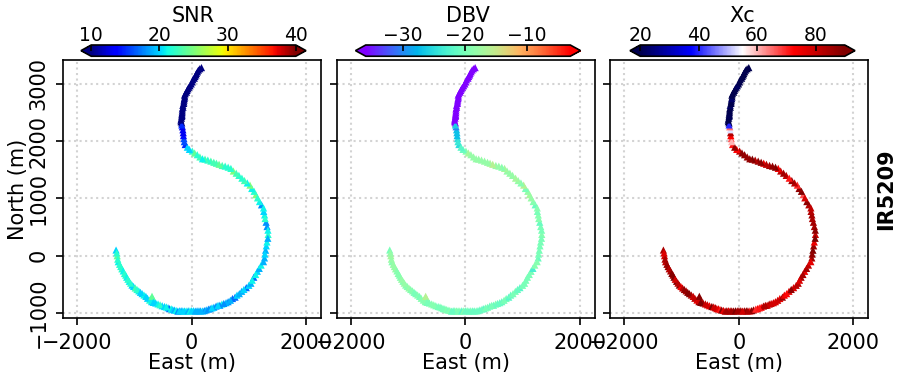 SNR DBV Xc
10 20 30 40 −30 −20 −10 20 40 60 80
3000
2000
1000
0
−1000
North (m)
IR5209
−2000 0 2000 −2000 0 2000 −2000 0 2000
East (m) East (m) East (m)